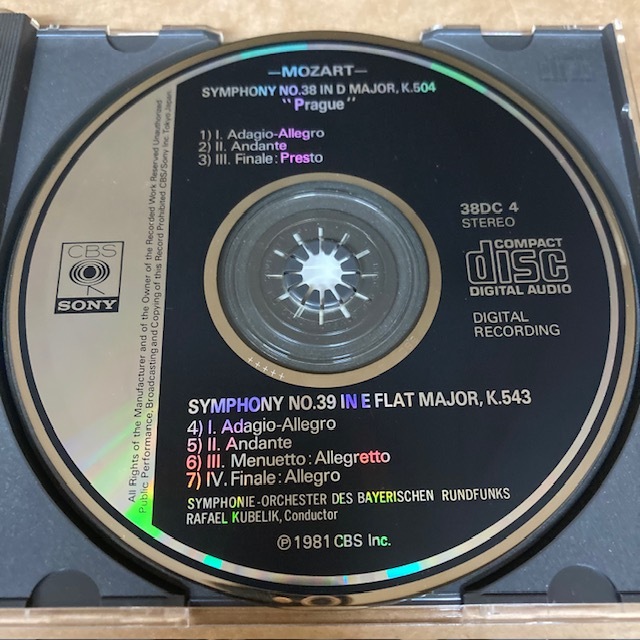 —MOZART—
SYMPHONY NO.38 IN D MAJOR, K.504
"Prague"
1) I. Adagio-Allegro
2) II. Andante
3) III. Finale: Presto
38DC 4
STEREO
COMPACT
disc
DIGITAL AUDIO
DIGITAL
RECORDING
CBS
SONY
All Rights of the Manufacturer and of the Owner of the Recorded Work Reserved Unauthorized
Public Performance, Broadcasting and Copying of this Record Prohibited CBS/Sony Inc. Tokyo Japan
+++++
SYMPHONY NO.39 IN E FLAT MAJOR, K.543
4) I. Adagio-Allegro
5) II. Andante
6) III. Menuetto: Allegretto
7) IV. Finale: Allegro
SYMPHONIE-ORCHESTER DES BAYERISCHEN RUNDFUNKS
RAFAEL KUBELIK, Conductor
Ⓟ 1981 CBS Inc.